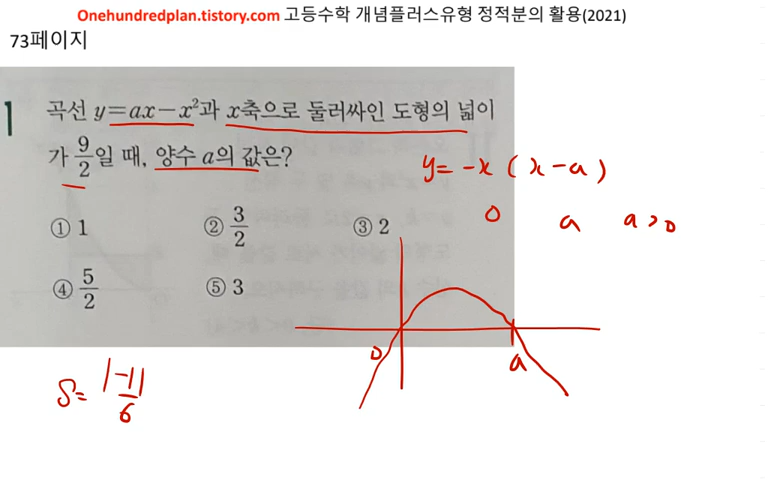 Onehundredplan.tistory.com 고등수학 개념플러스유형 정적분의 활용(2021)
73페이지
1 곡선 y=ax-x²과 x축으로 둘러싸인 도형의 넓이
가 9/2일 때, 양수 a의 값은?
y= -x (x-a)
0 a a>0
① 1 ② 3/2 ③ 2
④ 5/2 ⑤ 3
0 a
S= |-1|/6